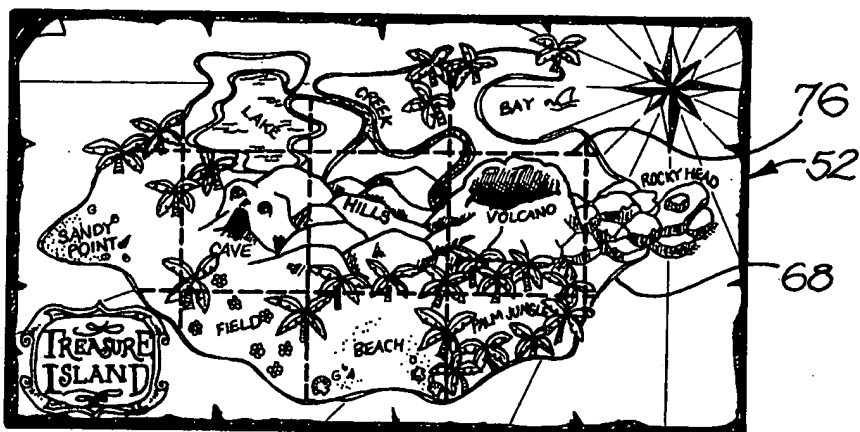 LAKE
CREEK
BAY
76
52
ROCKY HEAD
HILLS
VOLCANO
SANDY
POINT
CAVE
68
FIELD
PALM JUNGLE
BEACH
TREASURE
ISLAND